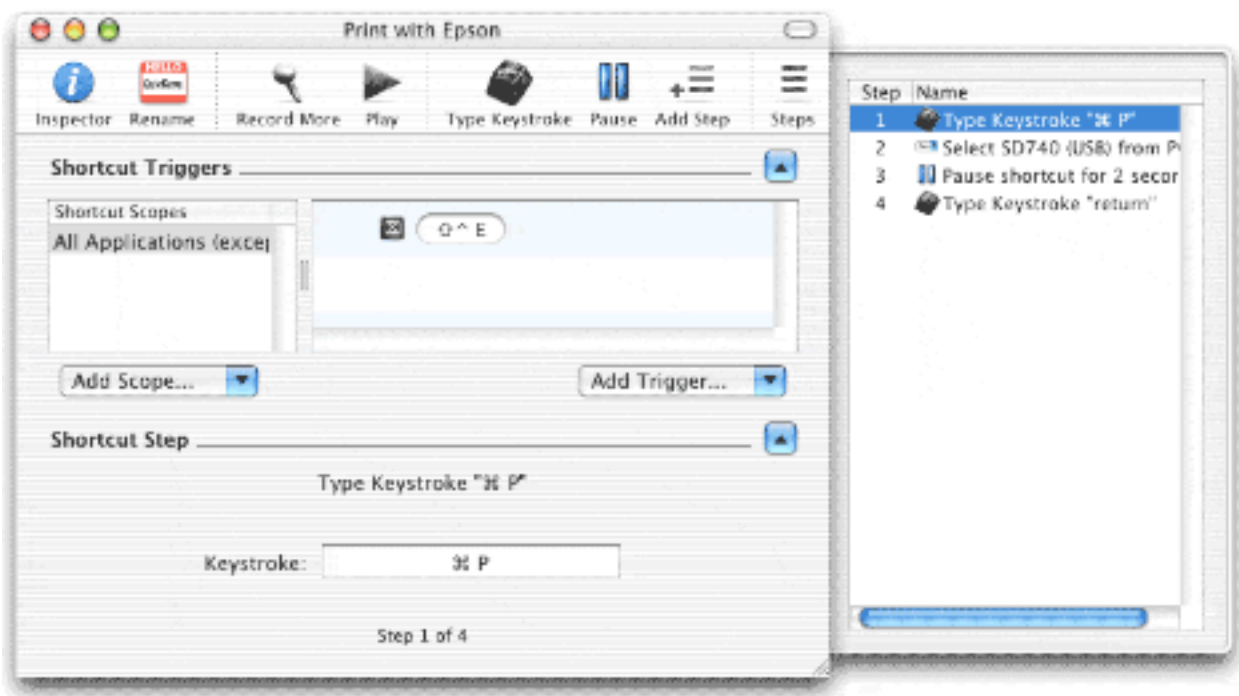 Print with Epson
Inspector Rename Record More Play Type Keystroke Pause Add Step Steps
Shortcut Triggers
Shortcut Scopes
All Applications (excep
⇧^ E
Add Scope... Add Trigger...
Shortcut Step
Type Keystroke "⌘ P"
Keystroke: ⌘ P
Step 1 of 4
Step Name
1 Type Keystroke "⌘ P"
2 Select SD740 (USB) from P
3 Pause shortcut for 2 secor
4 Type Keystroke "return"